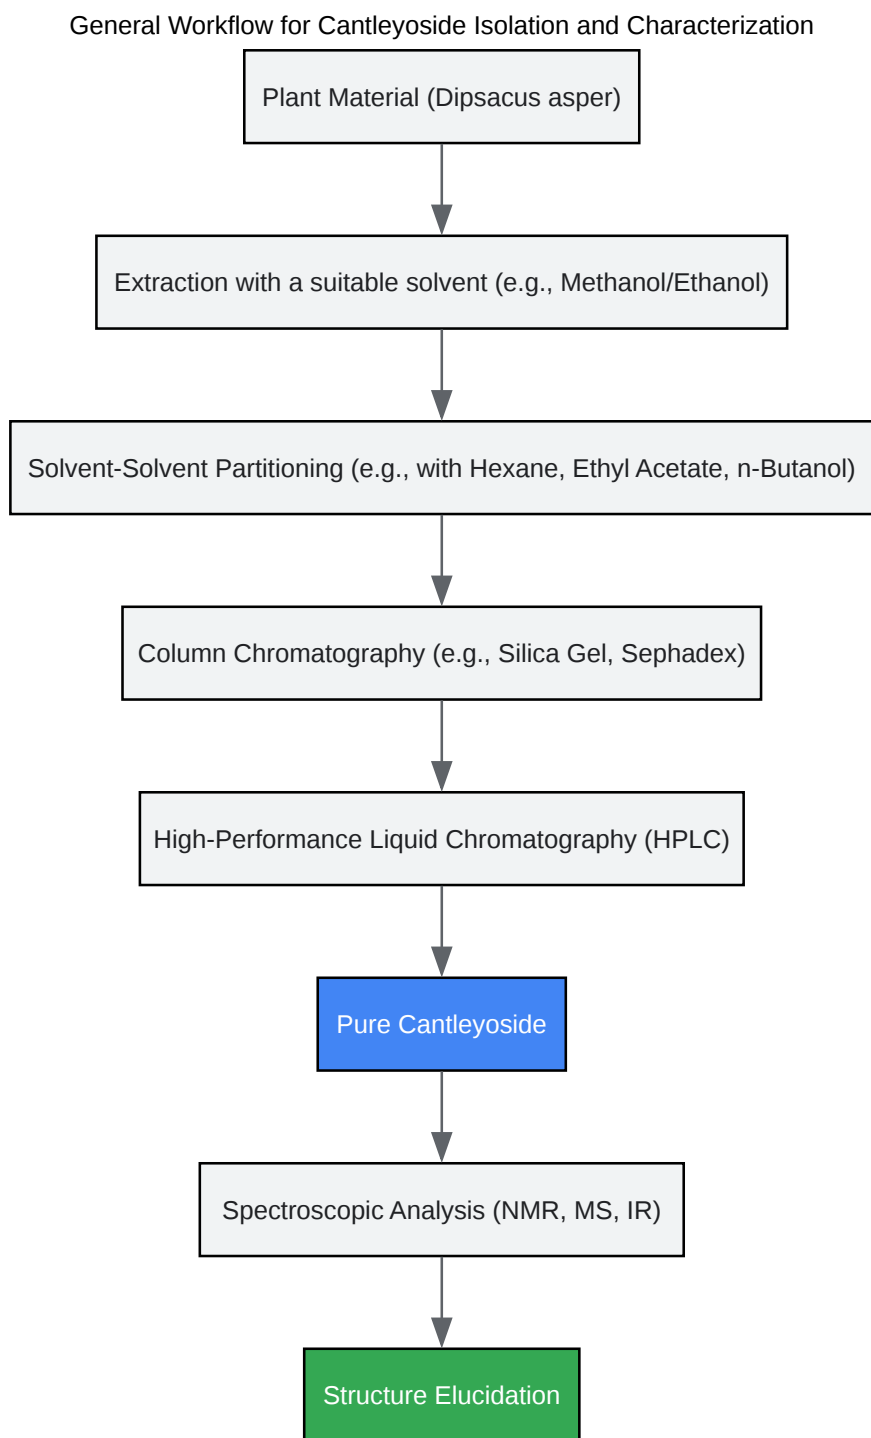 General Workflow for Cantleyoside Isolation and Characterization
Plant Material (Dipsacus asper)
Extraction with a suitable solvent (e.g., Methanol/Ethanol)
Solvent-Solvent Partitioning (e.g., with Hexane, Ethyl Acetate, n-Butanol)
Column Chromatography (e.g., Silica Gel, Sephadex)
High-Performance Liquid Chromatography (HPLC)
Pure Cantleyoside
Spectroscopic Analysis (NMR, MS, IR)
Structure Elucidation